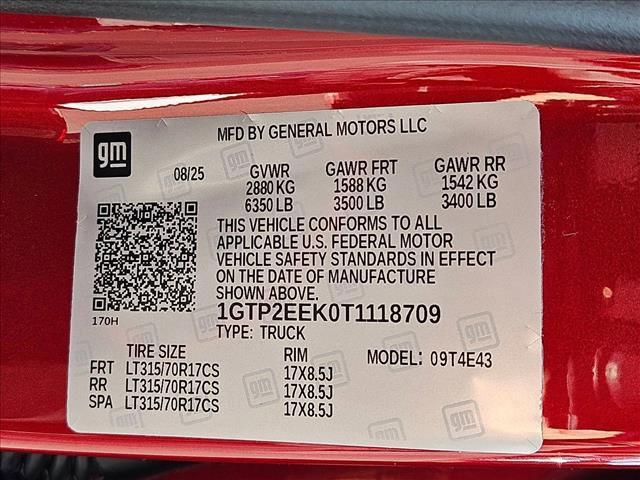 gm
MFD BY GENERAL MOTORS LLC
08/25 GVWR GAWR FRT GAWR RR
2880 KG 1588 KG 1542 KG
6350 LB 3500 LB 3400 LB
THIS VEHICLE CONFORMS TO ALL
APPLICABLE U.S. FEDERAL MOTOR
VEHICLE SAFETY STANDARDS IN EFFECT
ON THE DATE OF MANUFACTURE
SHOWN ABOVE.
170H
1GTP2EEK0T1118709
TYPE: TRUCK
TIRE SIZE RIM MODEL: 09T4E43
FRT LT315/70R17CS 17X8.5J
RR LT315/70R17CS 17X8.5J
SPA LT315/70R17CS 17X8.5J